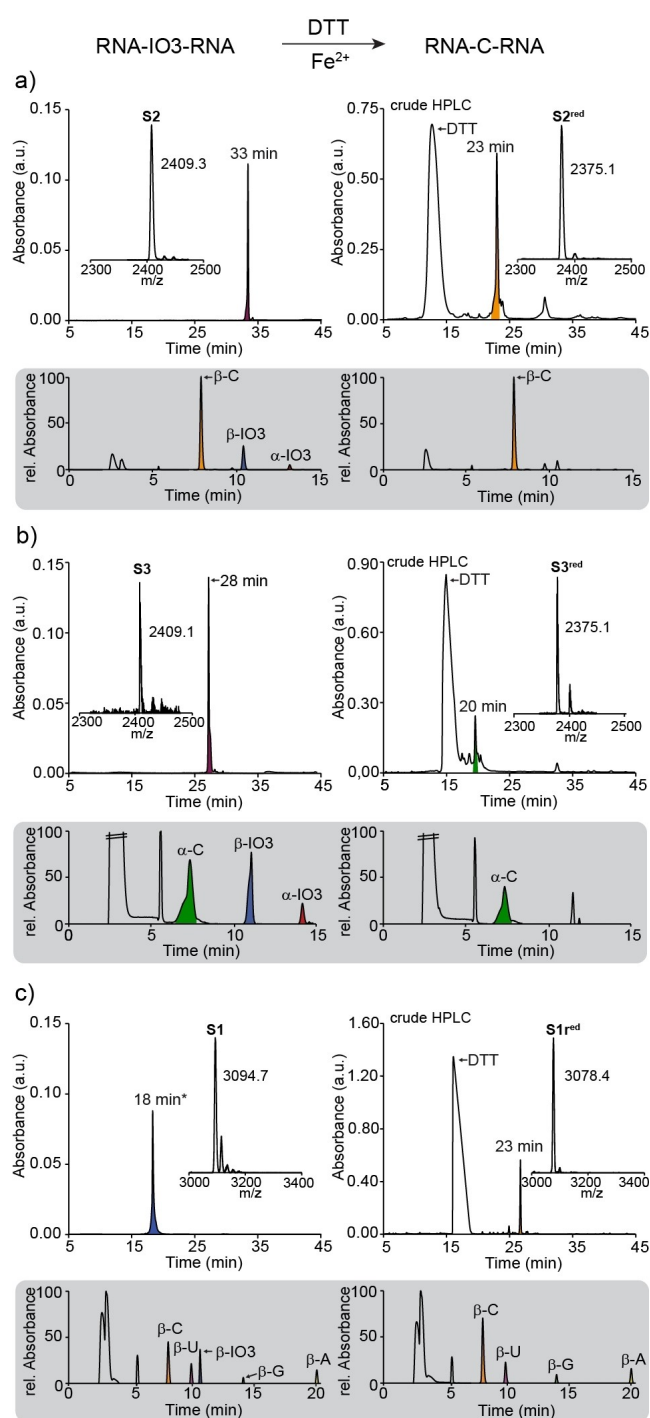 RNA-IO3-RNA DTT Fe²⁺ RNA-C-RNA
a)
0.15 0.10 0.05 0.00
Absorbance (a.u.)
S2
2409.3
33 min
2300 2400 2500
m/z
5 15 25 35 45
Time (min)
crude HPLC
0.75 0.50 0.25 0.00
Absorbance (a.u.)
DTT
23 min
S2red
2375.1
2300 2400 2500
m/z
5 15 25 35 45
Time (min)
100 50 0
rel. Absorbance
β-C
β-IO3
α-IO3
0 5 10 15
Time (min)
100 50 0
rel. Absorbance
β-C
0 5 10 15
Time (min)
b)
0.15 0.10 0.05 0.00
Absorbance (a.u.)
S3
2409.1
28 min
2300 2400 2500
m/z
5 15 25 35 45
Time (min)
crude HPLC
0.90 0.60 0.30 0.00
Absorbance (a.u.)
DTT
20 min
S3red
2375.1
2300 2400 2500
m/z
5 15 25 35 45
Time (min)
100 50 0
rel. Absorbance
α-C
β-IO3
α-IO3
0 5 10 15
Time (min)
100 50 0
rel. Absorbance
α-C
0 5 10 15
Time (min)
c)
0.15 0.10 0.05 0.00
Absorbance (a.u.)
18 min*
S1
3094.7
3000 3200 3400
m/z
5 15 25 35 45
Time (min)
crude HPLC
1.60 1.20 0.80 0.40 0.00
Absorbance (a.u.)
DTT
23 min
S1red
3078.4
3000 3200 3400
m/z
5 15 25 35 45
Time (min)
100 50 0
rel. Absorbance
β-C
β-U
β-IO3
β-G
β-A
0 5 10 15 20
Time (min)
100 50 0
rel. Absorbance
β-C
β-U
β-G
β-A
0 5 10 15 20
Time (min)